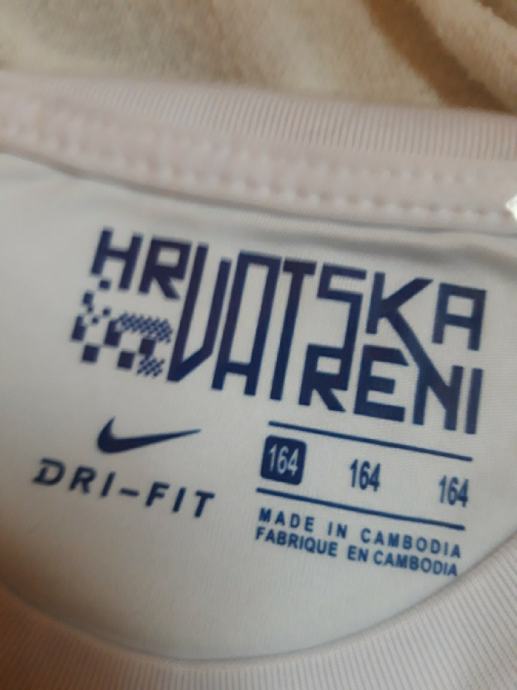 HRVATSKA
VATRENI
DRI-FIT
164 164 164
MADE IN CAMBODIA
FABRIQUE EN CAMBODIA